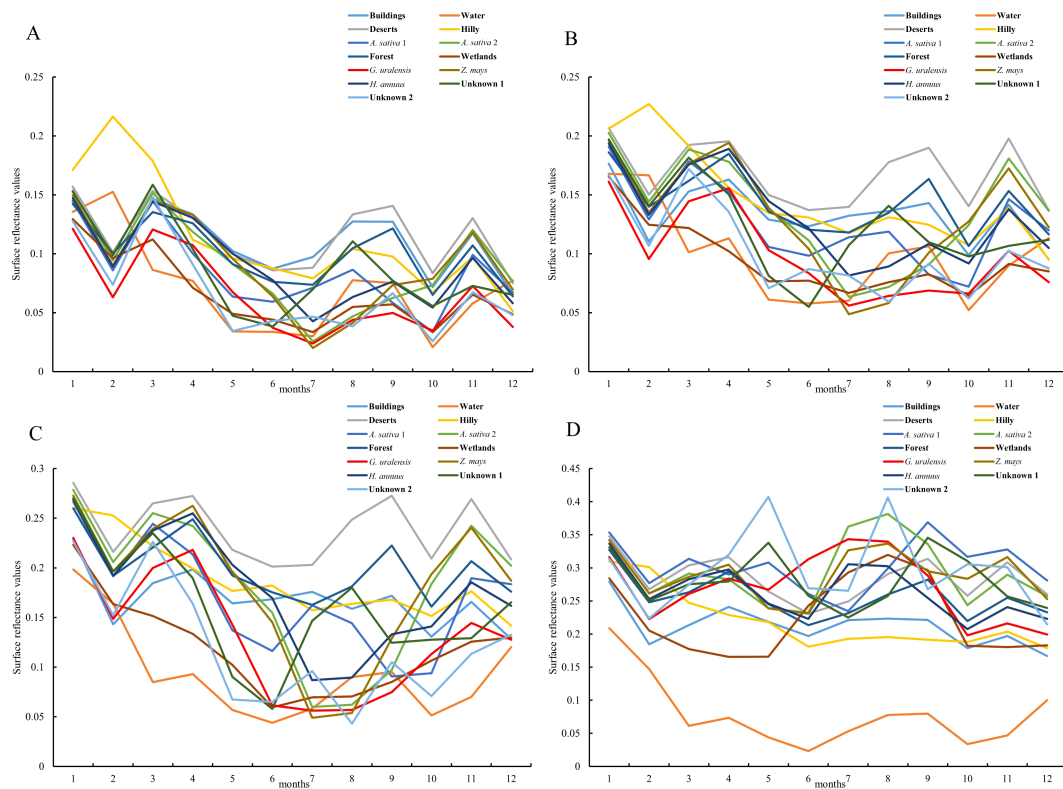 A
Buildings Water
Deserts Hilly
A. sativa 1 A. sativa 2
Forest Wetlands
G. uralensis Z. mays
H. annuus Unknown 1
Unknown 2
Surface reflectance values
0.25
0.2
0.15
0.1
0.05
0
1 2 3 4 5 6 7 8 9 10 11 12
months
B
Buildings Water
Deserts Hilly
A. sativa 1 A. sativa 2
Forest Wetlands
G. uralensis Z. mays
H. annuus Unknown 1
Unknown 2
Surface reflectance values
0.25
0.2
0.15
0.1
0.05
0
1 2 3 4 5 6 7 8 9 10 11 12
months
C
Buildings Water
Deserts Hilly
A. sativa 1 A. sativa 2
Forest Wetlands
G. uralensis Z. mays
H. annuus Unknown 1
Unknown 2
Surface reflectance values
0.3
0.25
0.2
0.15
0.1
0.05
0
1 2 3 4 5 6 7 8 9 10 11 12
months
D
Buildings Water
Deserts Hilly
A. sativa 1 A. sativa 2
Forest Wetlands
G. uralensis Z. mays
H. annuus Unknown 1
Unknown 2
Surface reflectance values
0.45
0.4
0.35
0.3
0.25
0.2
0.15
0.1
0.05
0
1 2 3 4 5 6 7 8 9 10 11 12
months